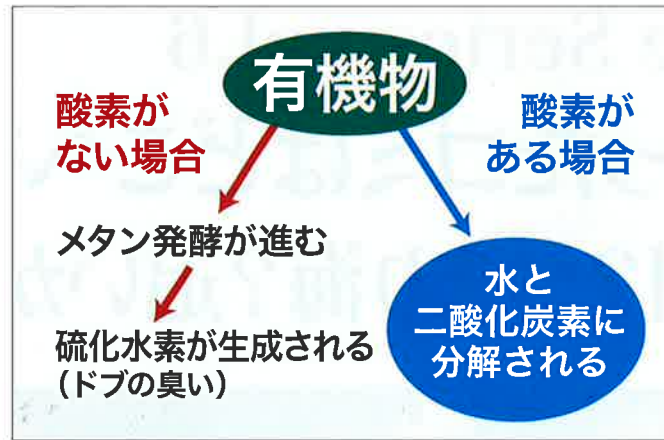 有機物
酸素が
ない場合
酸素が
ある場合
メタン発酵が進む
硫化水素が生成される
(ドブの臭い)
水と
二酸化炭素に
分解される